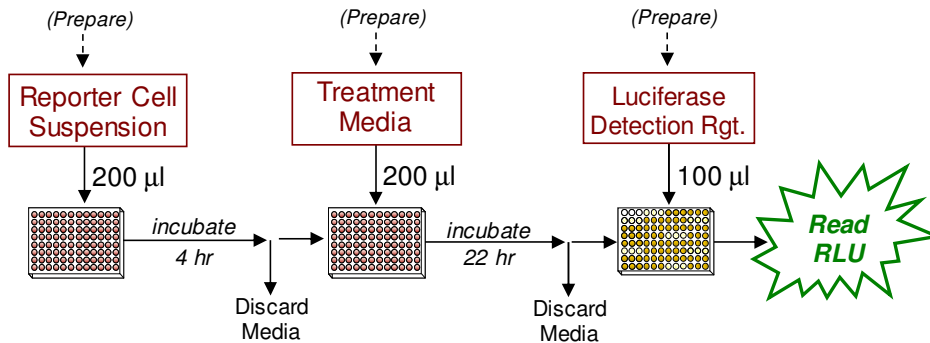 (Prepare)
(Prepare)
(Prepare)
Reporter Cell
Suspension
Treatment
Media
Luciferase
Detection Rgt.
200 µl
200 µl
100 µl
incubate
4 hr
incubate
22 hr
Read
RLU
Discard
Media
Discard
Media